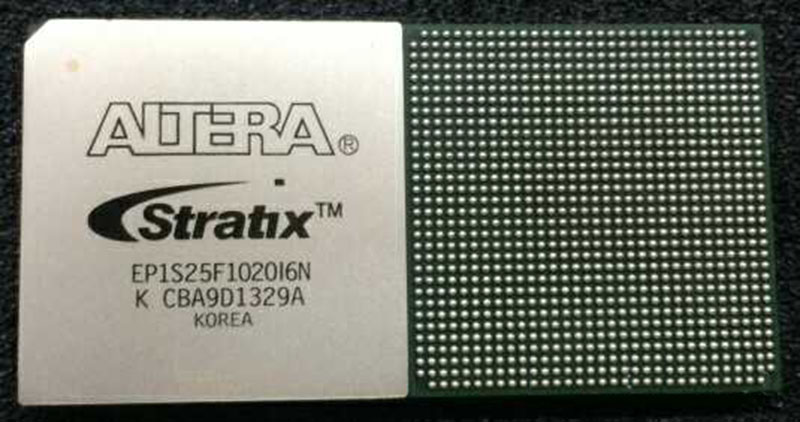 ALTERA®
Stratix™
EP1S25F1020I6N
K CBA9D1329A
KOREA